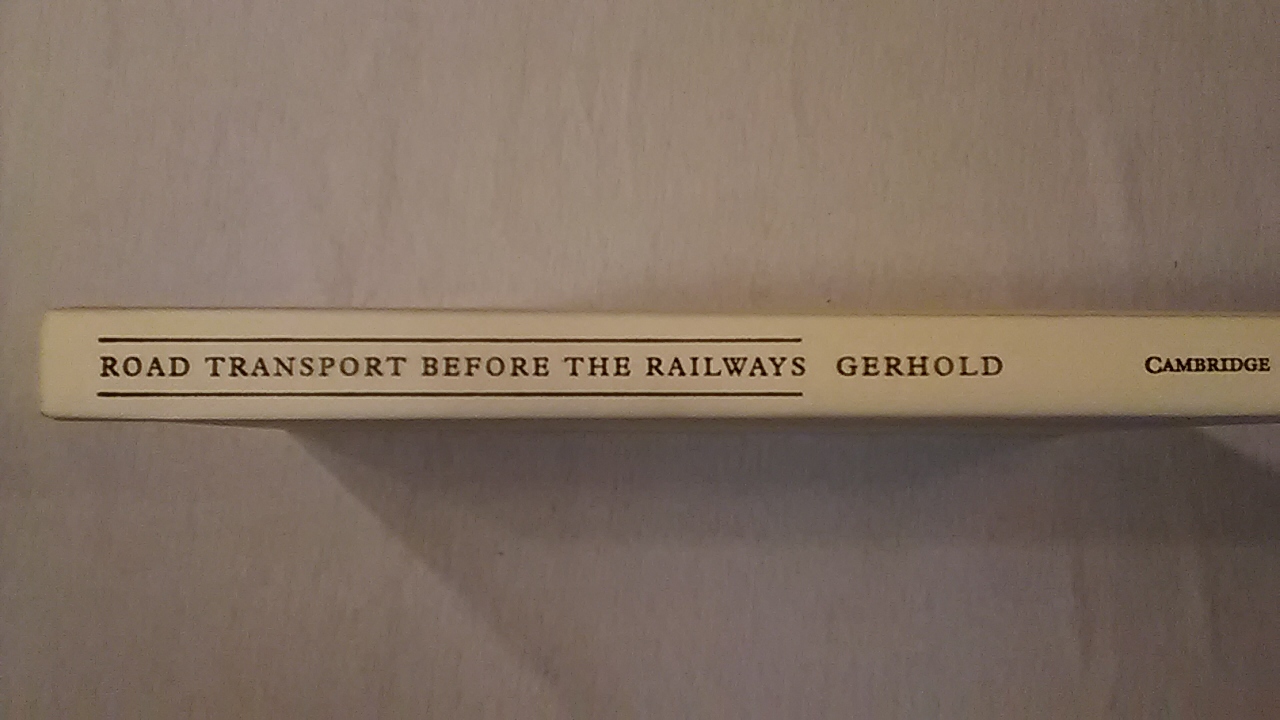 ROAD TRANSPORT BEFORE THE RAILWAYS GERHOLD CAMBRIDGE